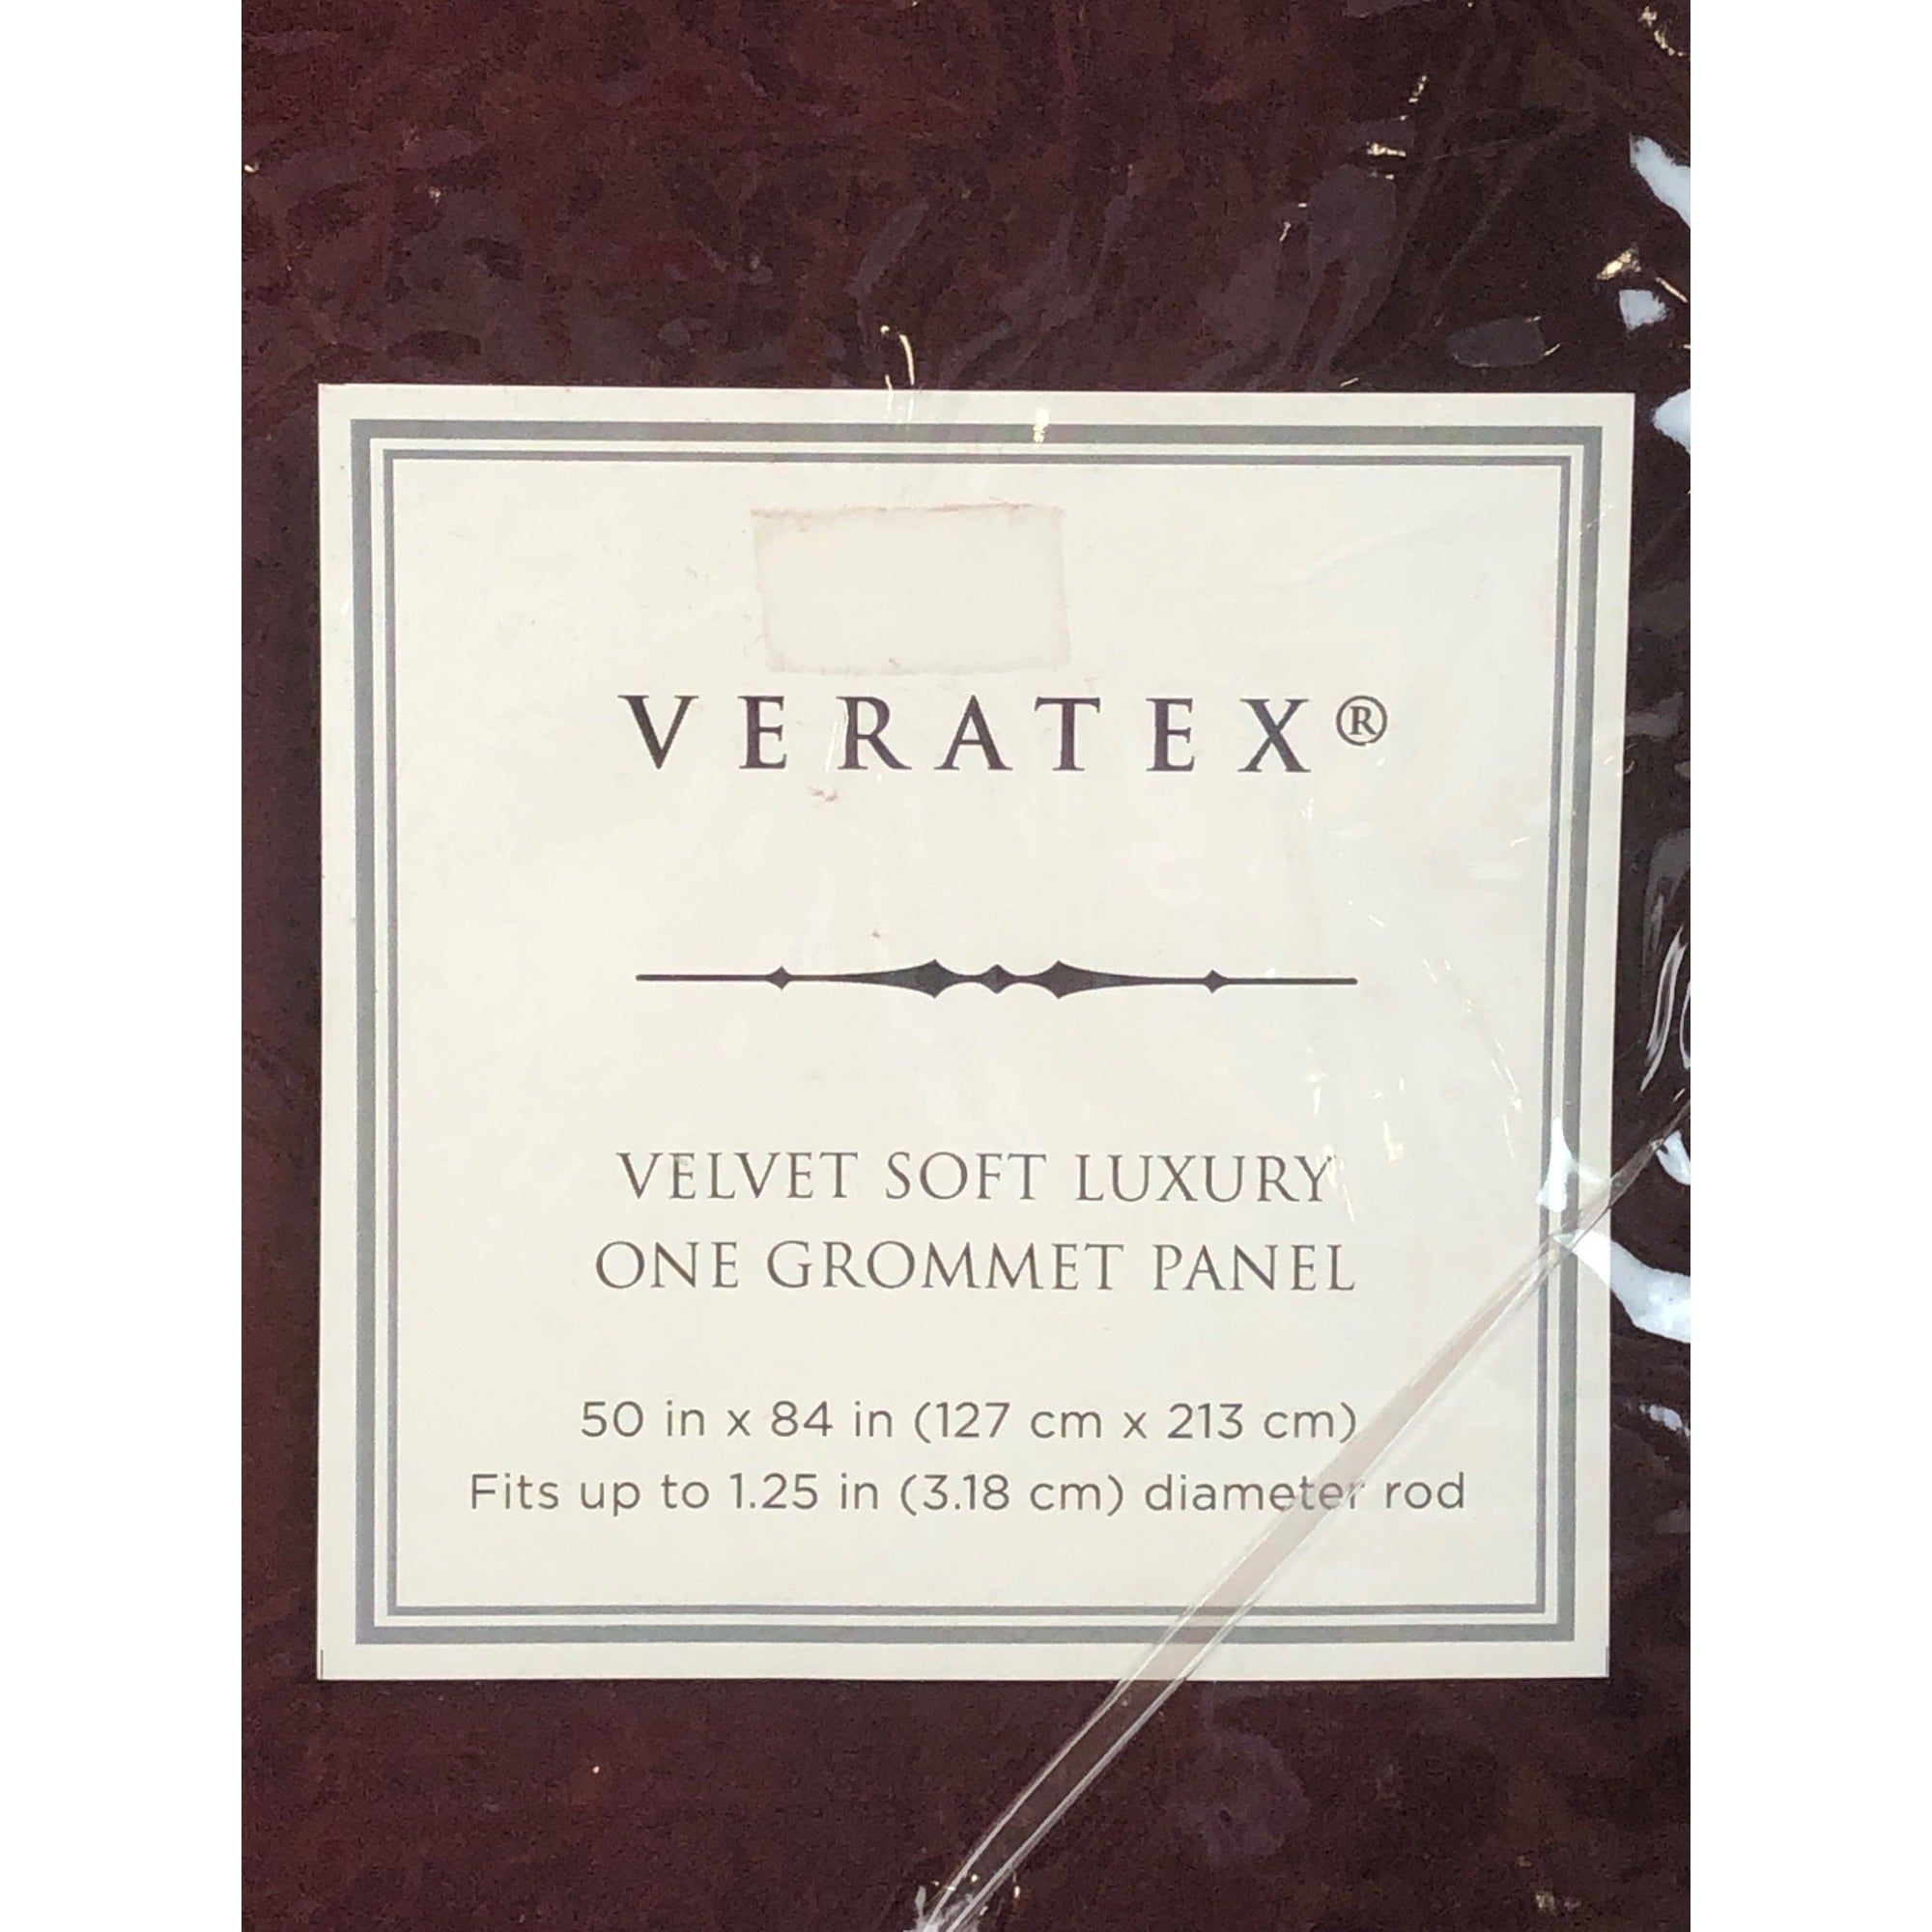 VERATEX®
VELVET SOFT LUXURY
ONE GROMMET PANEL
50 in x 84 in (127 cm x 213 cm)
Fits up to 1.25 in (3.18 cm) diameter rod